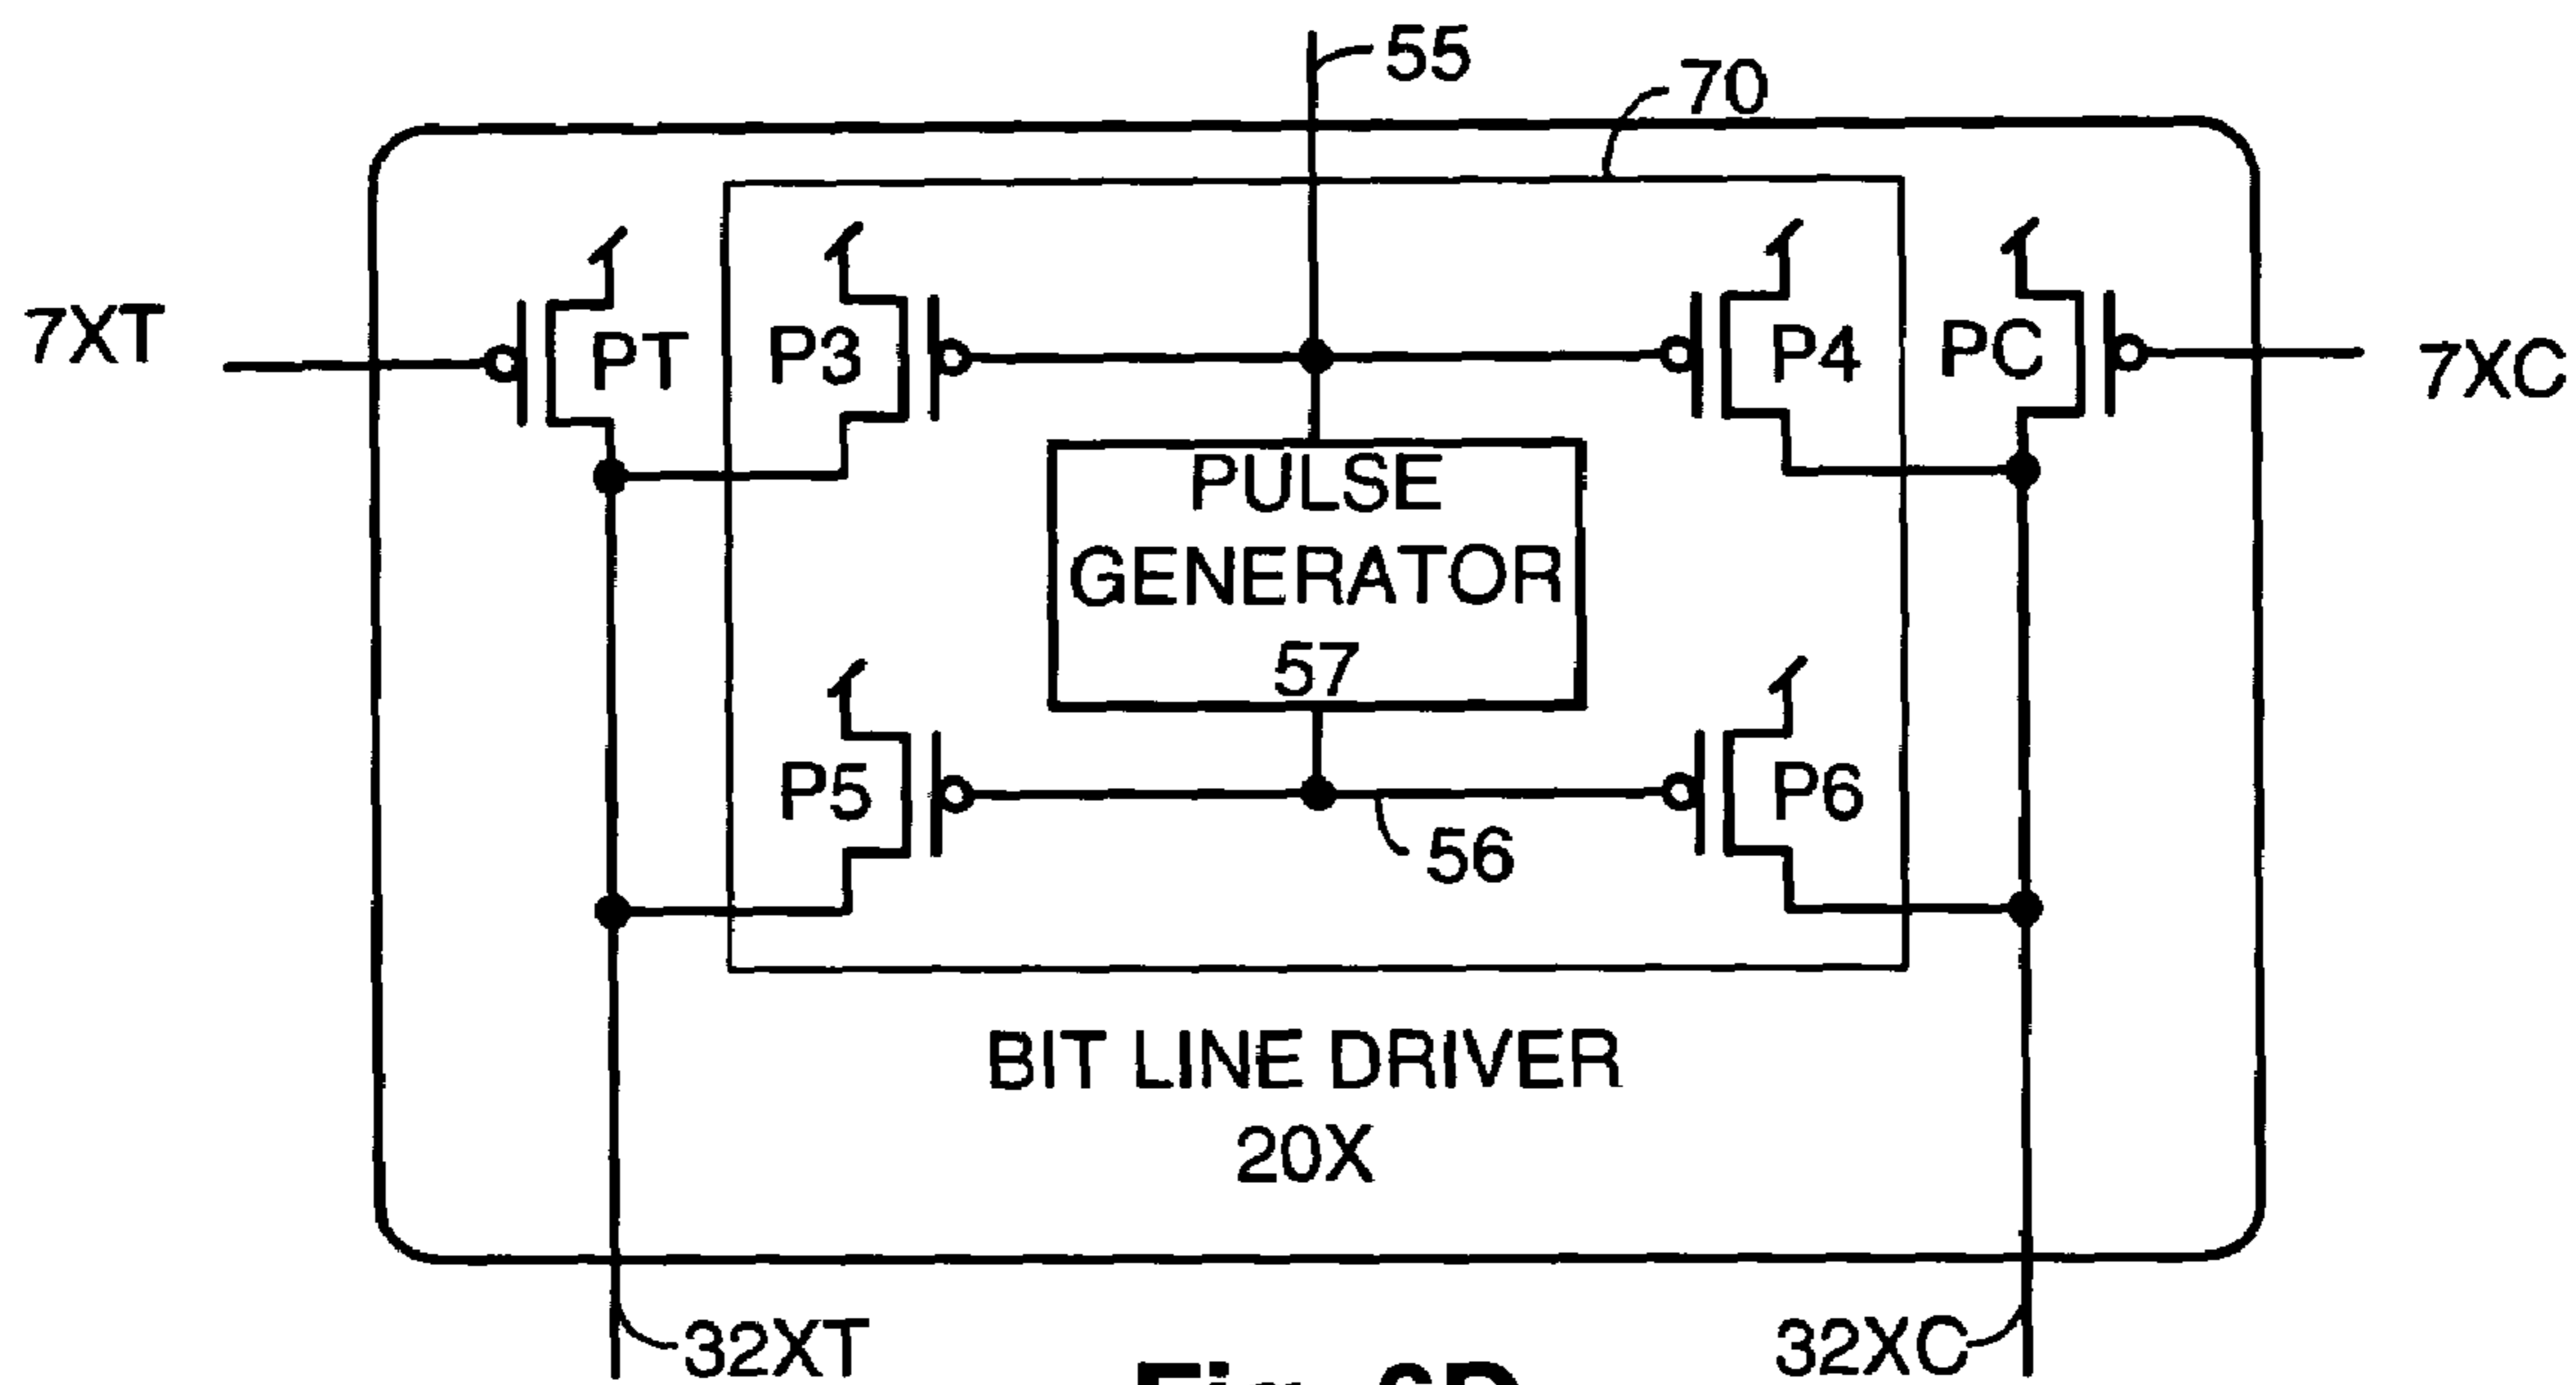 55
70
7XT
PT
P3
P4
PC
7XC
PULSE
GENERATOR
57
P5
P6
56
BIT LINE DRIVER
20X
32XT
32XC